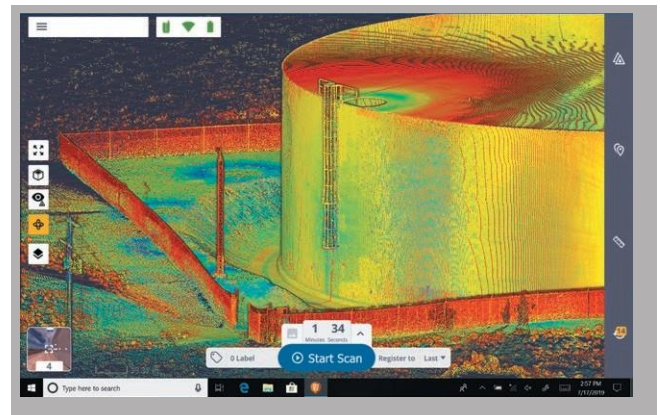 1 34
Minutes Seconds
0 Label
Start Scan
Register to Last
4
Type here to search
2:57 PM
7/17/2019